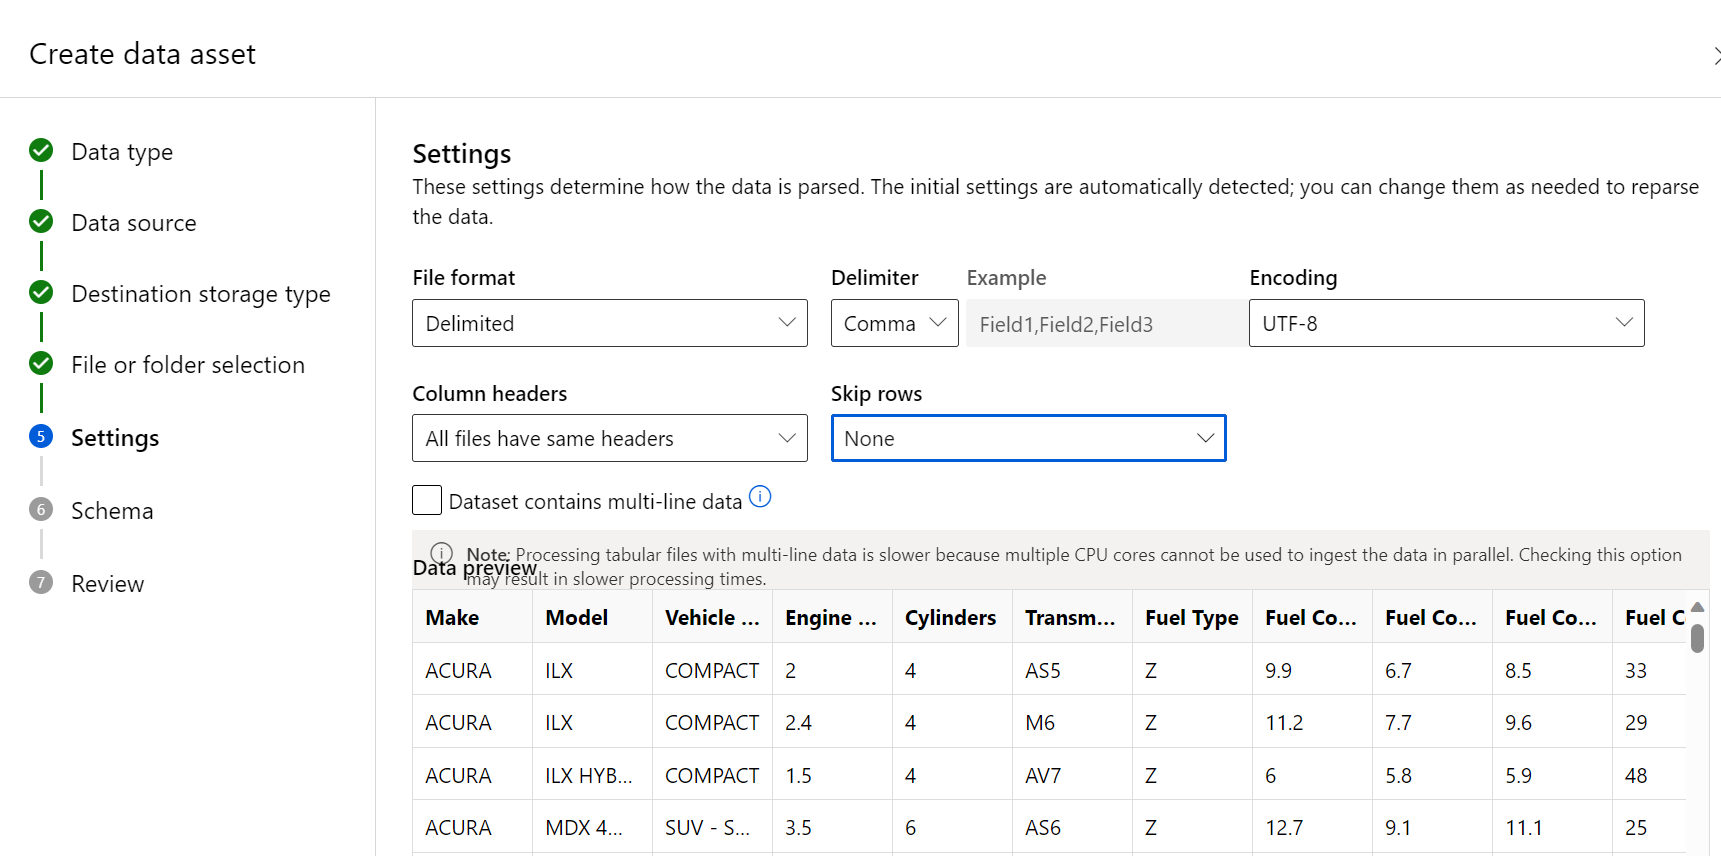 Create data asset
Data type
Data source
Destination storage type
File or folder selection
5 Settings
6 Schema
7 Review
Settings
These settings determine how the data is parsed. The initial settings are automatically detected; you can change them as needed to reparse
the data.
File format Delimiter Example Encoding
Delimited Comma Field1,Field2,Field3 UTF-8
Column headers Skip rows
All files have same headers None
Dataset contains multi-line data
Note: Processing tabular files with multi-line data is slower because multiple CPU cores cannot be used to ingest the data in parallel. Checking this option
may result in slower processing times.
Data preview
Make Model Vehicle ... Engine ... Cylinders Transm... Fuel Type Fuel Co... Fuel Co... Fuel Co... Fuel C
ACURA ILX COMPACT 2 4 AS5 Z 9.9 6.7 8.5 33
ACURA ILX COMPACT 2.4 4 M6 Z 11.2 7.7 9.6 29
ACURA ILX HYB... COMPACT 1.5 4 AV7 Z 6 5.8 5.9 48
ACURA MDX 4... SUV - S... 3.5 6 AS6 Z 12.7 9.1 11.1 25